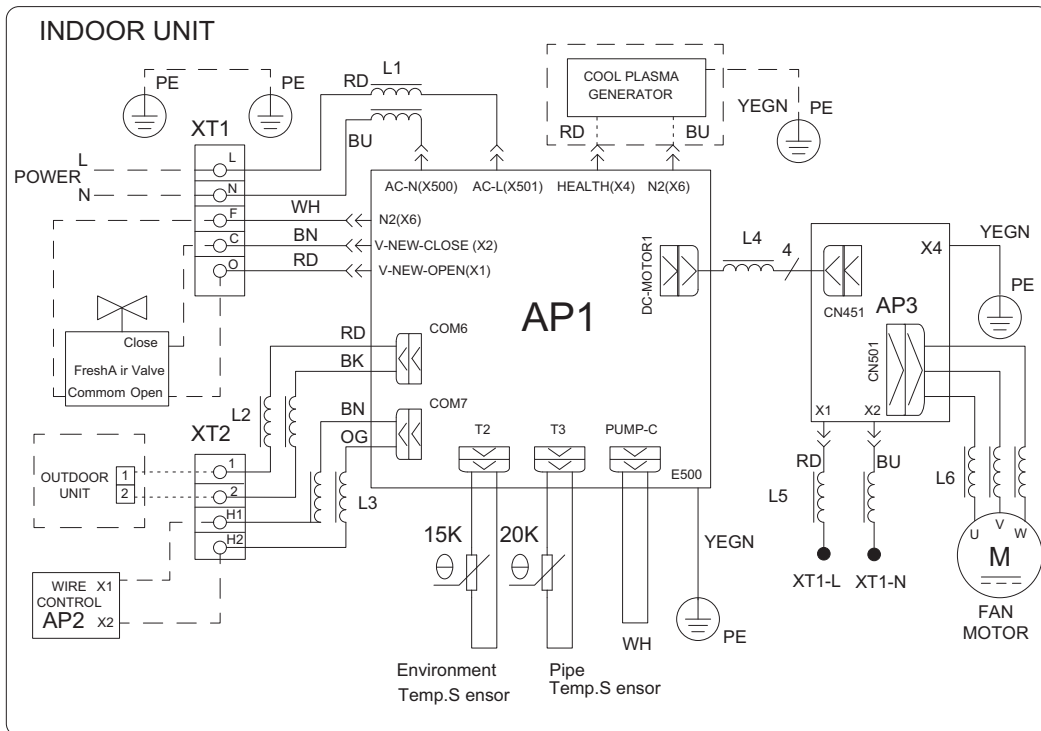 INDOOR UNIT
PE
PE
RD
L1
COOL PLASMA
GENERATOR
YEGN
PE
XT1
BU
RD
BU
L
POWER
N
L
N
F
C
O
AC-N(X500)
AC-L(X501)
HEALTH(X4)
N2(X6)
WH
N2(X6)
BN
V-NEW-CLOSE (X2)
RD
V-NEW-OPEN(X1)
DC-MOTOR1
L4
4
CN451
X4
YEGN
PE
AP3
CN501
AP1
Close
FreshA ir Valve
Commom Open
RD
COM6
BK
L2
BN
COM7
OG
XT2
L3
OUTDOOR
UNIT
1
2
1
2
H1
H2
WIRE X1
CONTROL
AP2 X2
T2
T3
PUMP-C
E500
X1
X2
RD
BU
L5
L6
15K
20K
YEGN
XT1-L
XT1-N
U
V
W
M
FAN
MOTOR
WH
PE
Environment
Temp.S ensor
Pipe
Temp.S ensor